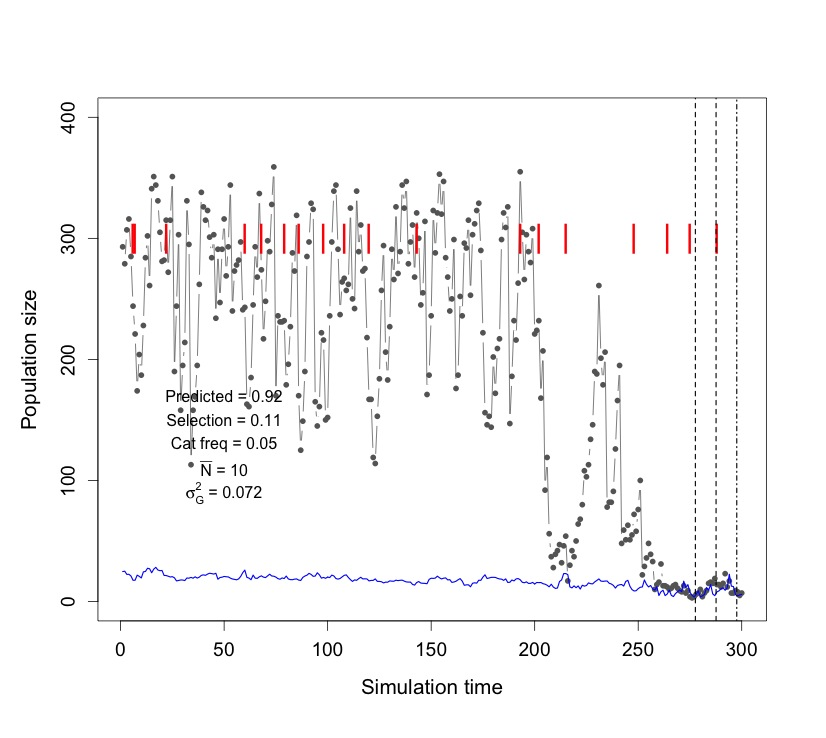 400
300
200
100
0
Population size
Predicted = 0.92
Selection = 0.11
Cat freq = 0.05
N̅ = 10
σ²_G = 0.072
0 50 100 150 200 250 300
Simulation time